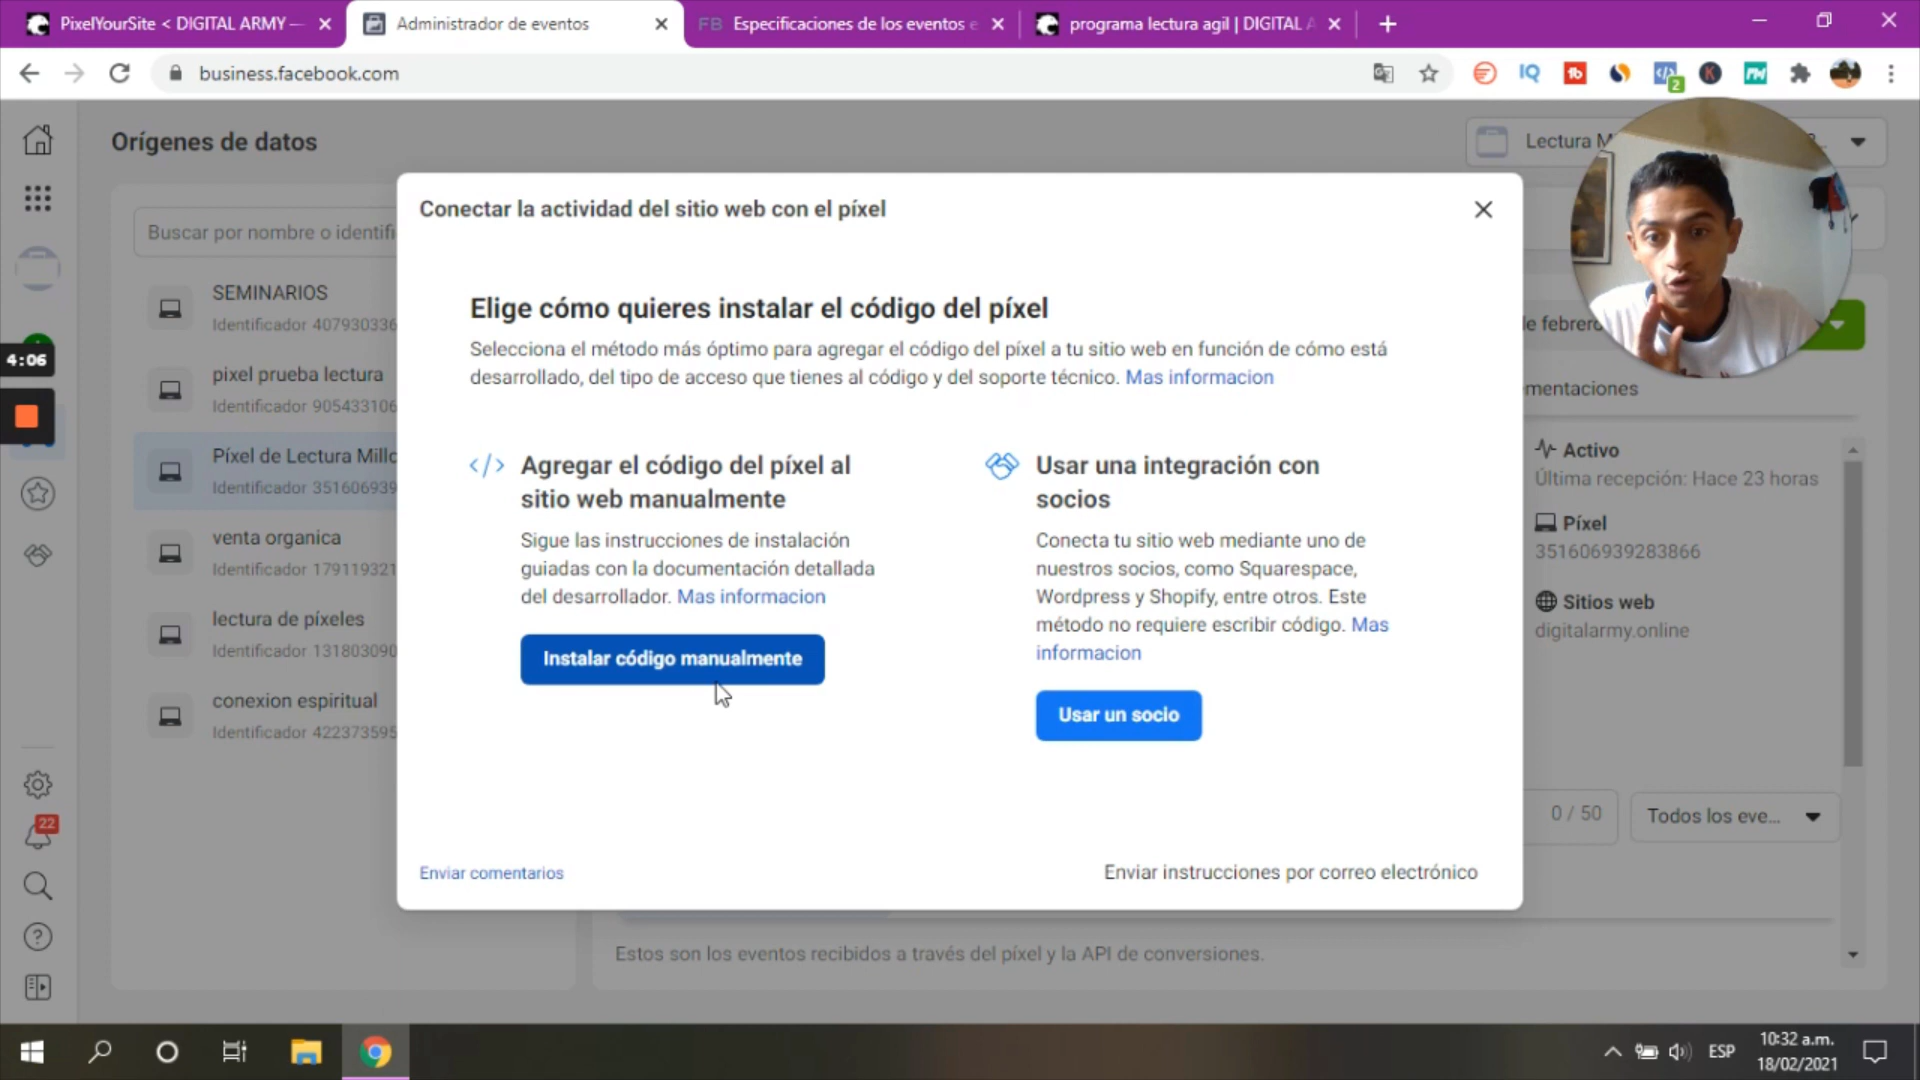 PixelYourSite < DIGITAL ARMY —
Administrador de eventos
FB Especificaciones de los eventos e
programa lectura agil | DIGITAL A
business.facebook.com
2
Orígenes de datos
Lectura M
Buscar por nombre o identifi
SEMINARIOS
Identificador 407930336
pixel prueba lectura
Identificador 905433106
Píxel de Lectura Millo
Identificador 351606939
venta organica
Identificador 179119321
lectura de píxeles
Identificador 131803090
conexion espiritual
Identificador 422373595
4:06
22
Conectar la actividad del sitio web con el píxel
Elige cómo quieres instalar el código del píxel
Selecciona el método más óptimo para agregar el código del píxel a tu sitio web en función de cómo está
desarrollado, del tipo de acceso que tienes al código y del soporte técnico. Mas informacion
Agregar el código del píxel al
sitio web manualmente
Sigue las instrucciones de instalación
guiadas con la documentación detallada
del desarrollador. Mas informacion
Instalar código manualmente
Usar una integración con
socios
Conecta tu sitio web mediante uno de
nuestros socios, como Squarespace,
Wordpress y Shopify, entre otros. Este
método no requiere escribir código. Mas
informacion
Usar un socio
Enviar comentarios
Enviar instrucciones por correo electrónico
de febrero
mentaciones
Activo
Última recepción: Hace 23 horas
Píxel
351606939283866
Sitios web
digitalarmy.online
0 / 50
Todos los eve...
Estos son los eventos recibidos a través del píxel y la API de conversiones.
ESP
10:32 a.m.
18/02/2021